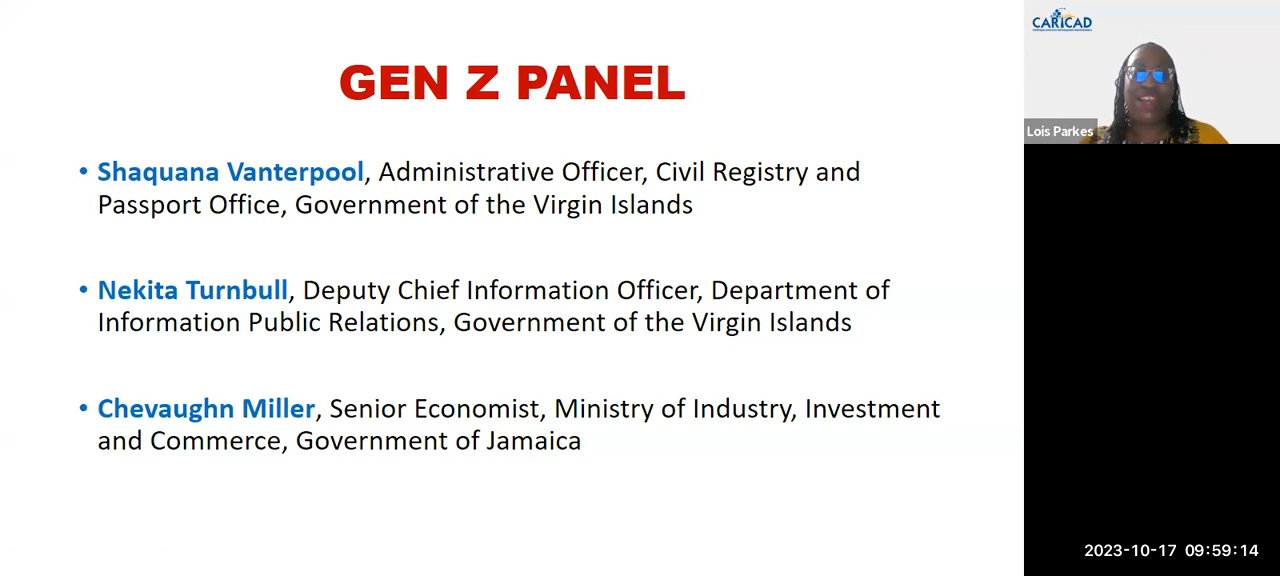 GEN Z PANEL
• Shaquana Vanterpool, Administrative Officer, Civil Registry and
Passport Office, Government of the Virgin Islands
• Nekita Turnbull, Deputy Chief Information Officer, Department of
Information Public Relations, Government of the Virgin Islands
• Chevaughn Miller, Senior Economist, Ministry of Industry, Investment
and Commerce, Government of Jamaica
CARICAD
Lois Parkes
2023-10-17 09:59:14